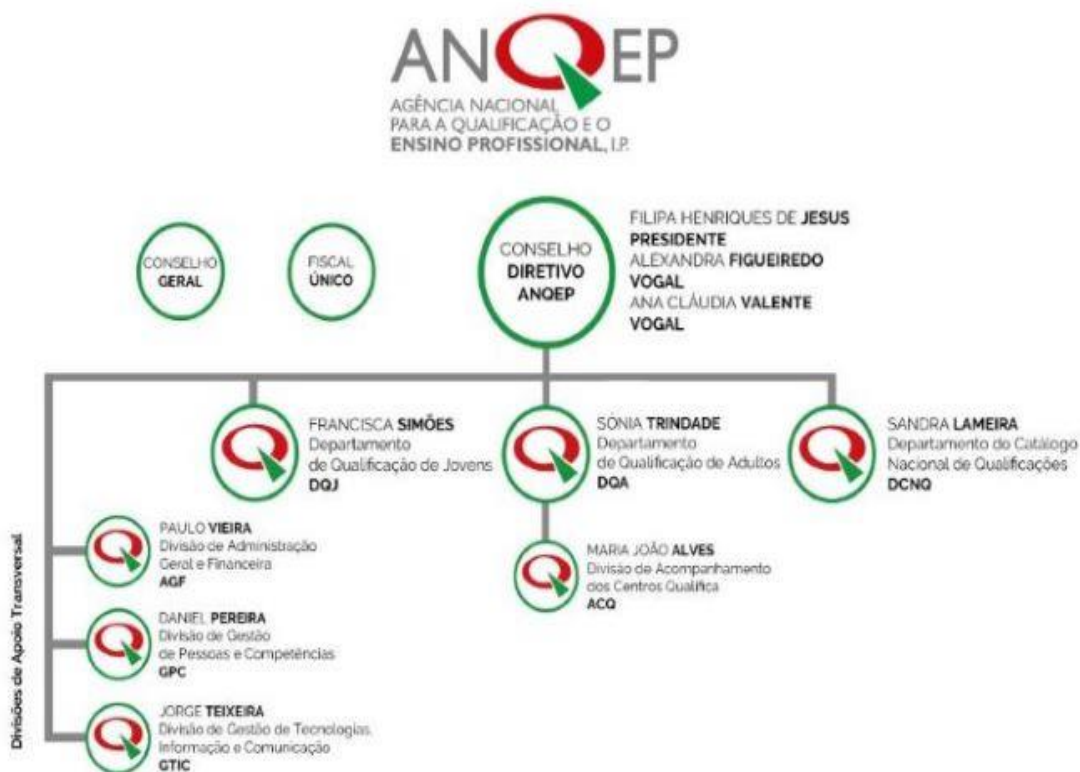 ANQEP
AGÊNCIA NACIONAL
PARA A QUALIFICAÇÃO E O
ENSINO PROFISSIONAL, I.P.
CONSELHO
GERAL
FISCAL
ÚNICO
CONSELHO
DIRETIVO
ANQEP
FILIPA HENRIQUES DE JESUS
PRESIDENTE
ALEXANDRA FIGUEIREDO
VOGAL
ANA CLÁUDIA VALENTE
VOGAL
FRANCISCA SIMÕES
Departamento
de Qualificação de Jovens
DQJ
SÓNIA TRINDADE
Departamento
de Qualificação de Adultos
DQA
SANDRA LAMEIRA
Departamento do Catálogo
Nacional de Qualificações
DCNQ
Divisões de Apoio Transversal
PAULO VIEIRA
Divisão de Administração
Geral e Financeira
AGF
MARIA JOÃO ALVES
Divisão de Acompanhamento
dos Centros Qualifica
ACQ
DANIEL PEREIRA
Divisão de Gestão
de Pessoas e Competências
GPC
JORGE TEIXEIRA
Divisão de Gestão de Tecnologias,
Informação e Comunicação
GTIC